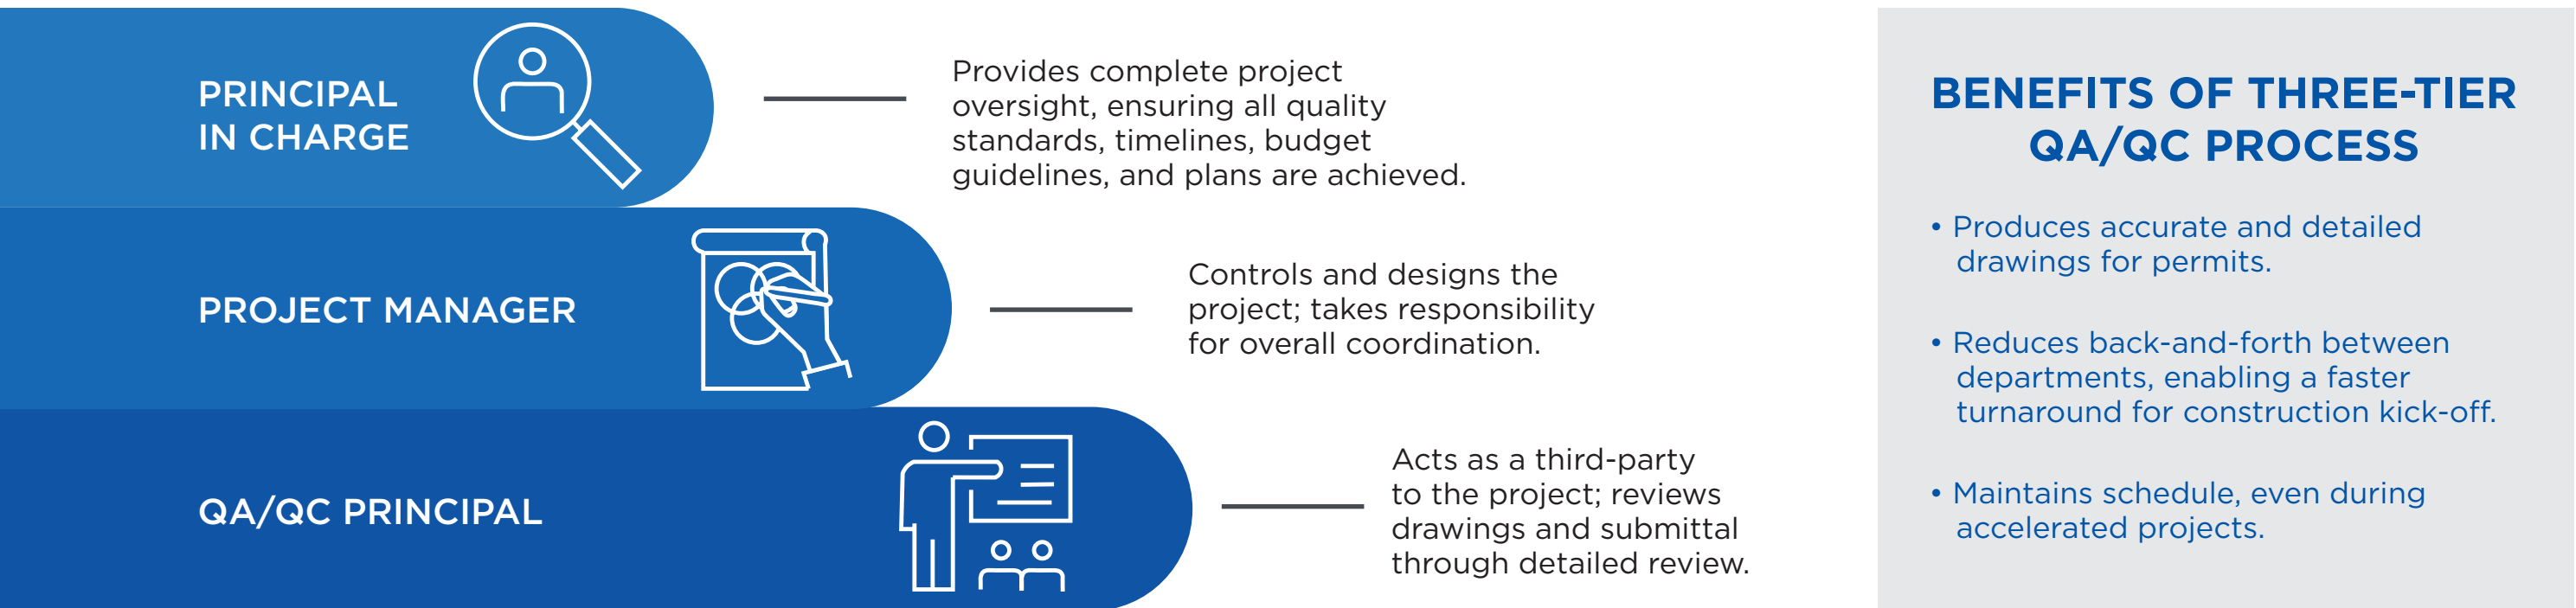 PRINCIPAL
IN CHARGE
Provides complete project
oversight, ensuring all quality
standards, timelines, budget
guidelines, and plans are achieved.
PROJECT MANAGER
Controls and designs the
project; takes responsibility
for overall coordination.
QA/QC PRINCIPAL
Acts as a third-party
to the project; reviews
drawings and submittal
through detailed review.
BENEFITS OF THREE-TIER
QA/QC PROCESS
• Produces accurate and detailed
drawings for permits.
• Reduces back-and-forth between
departments, enabling a faster
turnaround for construction kick-off.
• Maintains schedule, even during
accelerated projects.